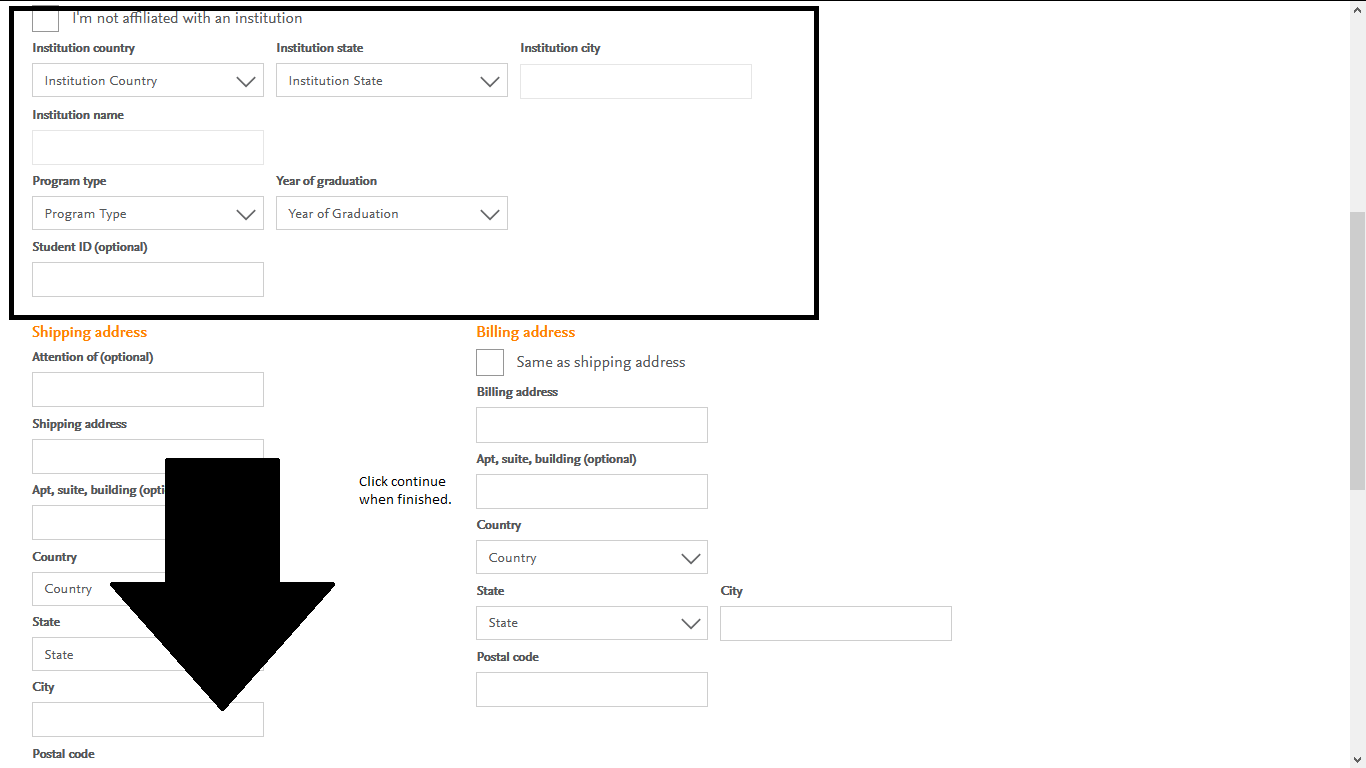 I'm not affiliated with an institution
Institution country
Institution state
Institution city
Institution Country
Institution State
Institution name
Program type
Year of graduation
Program Type
Year of Graduation
Student ID (optional)
Shipping address
Attention of (optional)
Shipping address
Apt, suite, building (opti
Country
Country
State
State
City
Postal code
Click continue
when finished.
Billing address
Same as shipping address
Billing address
Apt, suite, building (optional)
Country
Country
State
City
State
Postal code